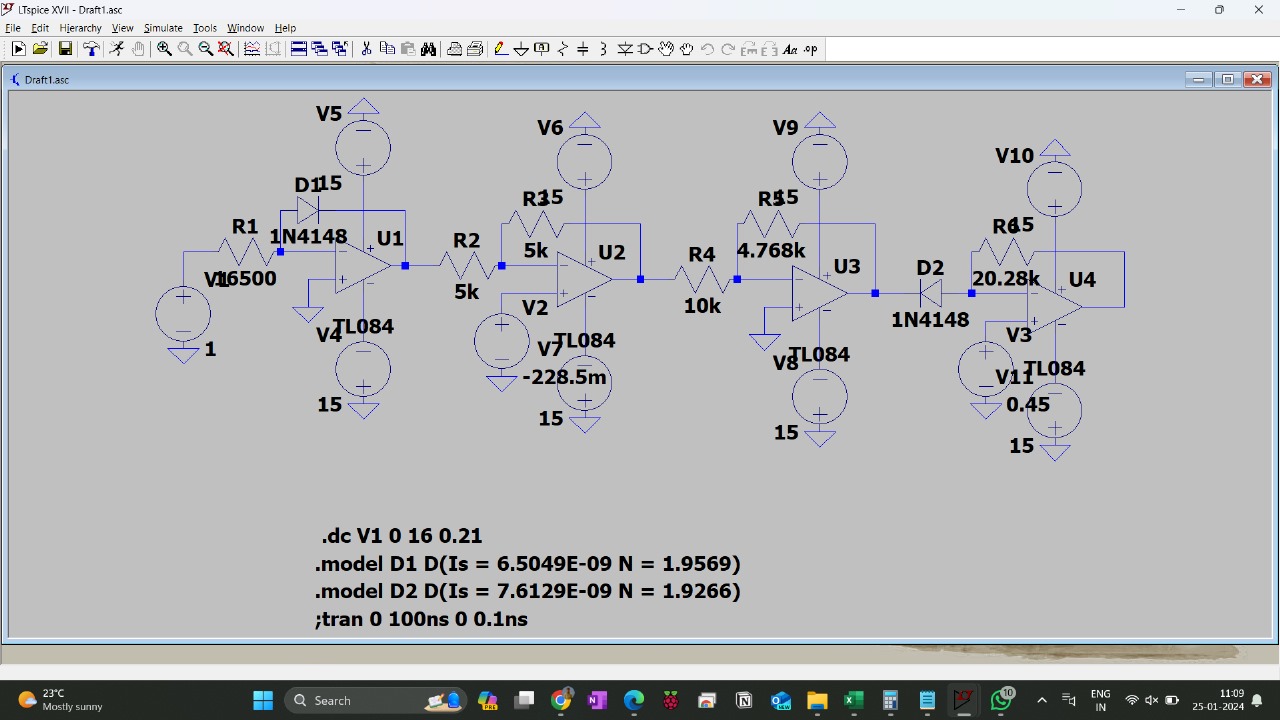 LTspice XVII - Draft1.asc
File Edit Hierarchy View Simulate Tools Window Help
Draft1.asc
V5
15
D1
1N4148
R1
16500
V1
1
U1
TL084
V4
15
R2
5k
V6
15
R3
5k
U2
TL084
V2
-228.5m
V7
15
R4
10k
V9
15
R5
4.768k
U3
TL084
V8
15
D2
1N4148
V10
15
R6
20.28k
U4
TL084
V3
0.45
V11
15
.dc V1 0 16 0.21
.model D1 D(Is = 6.5049E-09 N = 1.9569)
.model D2 D(Is = 7.6129E-09 N = 1.9266)
;tran 0 100ns 0 0.1ns
23°C
Mostly sunny
Search
10
ENG
IN
11:09
25-01-2024